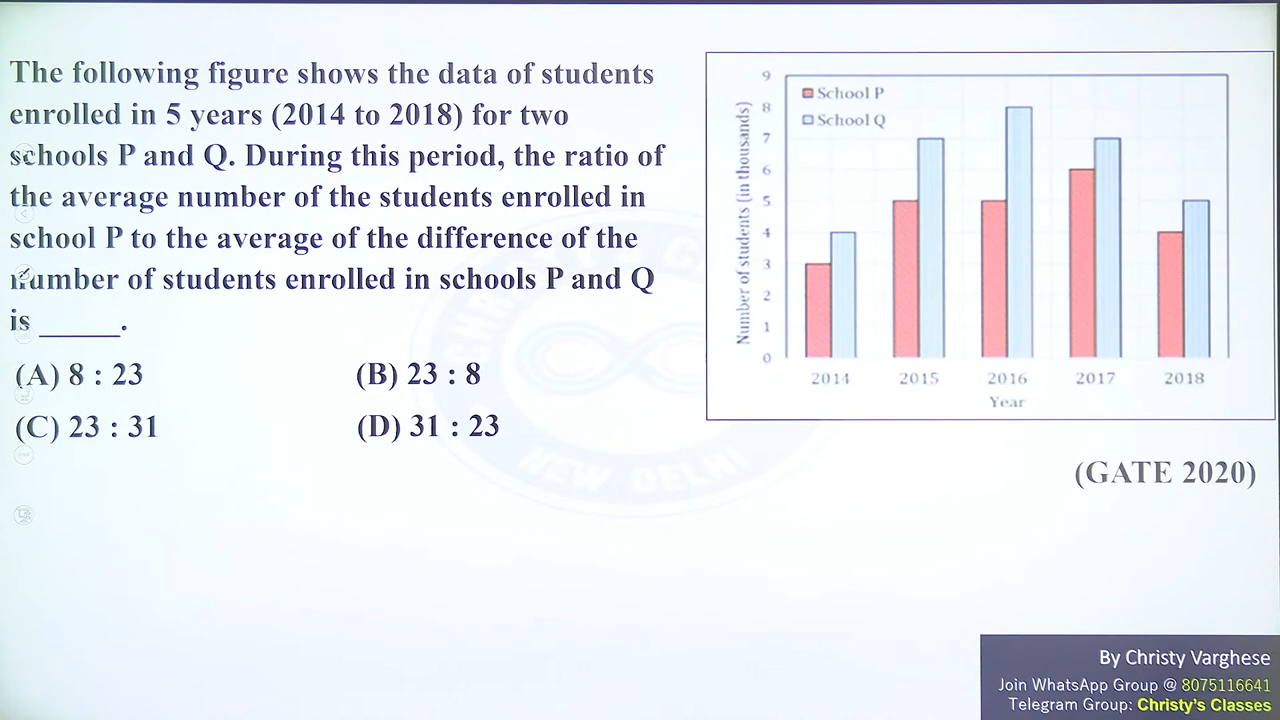 The following figure shows the data of students
enrolled in 5 years (2014 to 2018) for two
schools P and Q. During this period, the ratio of
the average number of the students enrolled in
school P to the average of the difference of the
number of students enrolled in schools P and Q
is ______.
(A) 8 : 23
(B) 23 : 8
(C) 23 : 31
(D) 31 : 23
Number of students (in thousands)
9
8
7
6
5
4
3
2
1
0
School P
School Q
2014
2015
2016
2017
2018
Year
(GATE 2020)
NEW DELHI
By Christy Varghese
Join WhatsApp Group @ 8075116641
Telegram Group: Christy's Classes